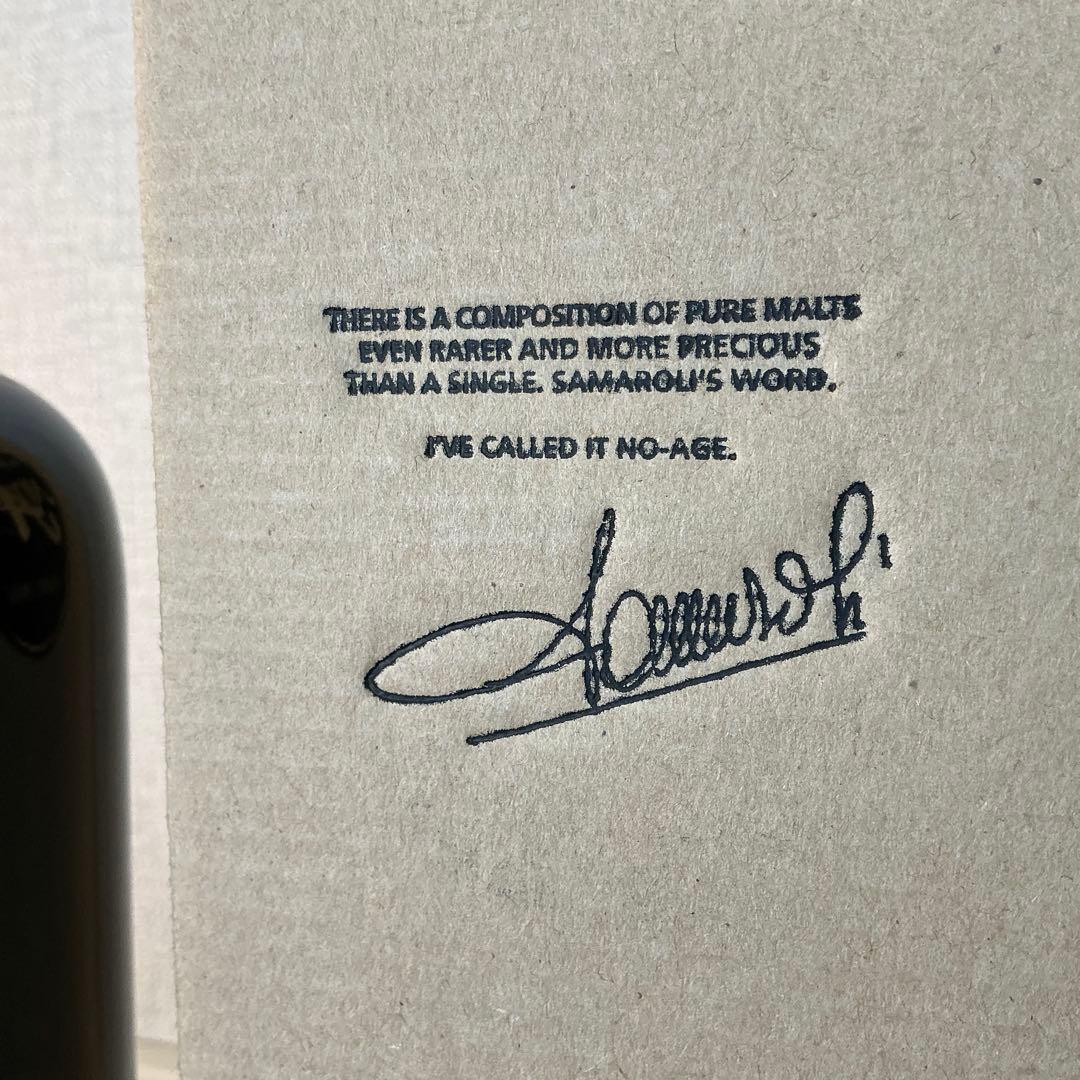 THERE IS A COMPOSITION OF PURE MALTS
EVEN RARER AND MORE PRECIOUS
THAN A SINGLE. SAMAROLI'S WORD.
I'VE CALLED IT NO-AGE.
Samaroli